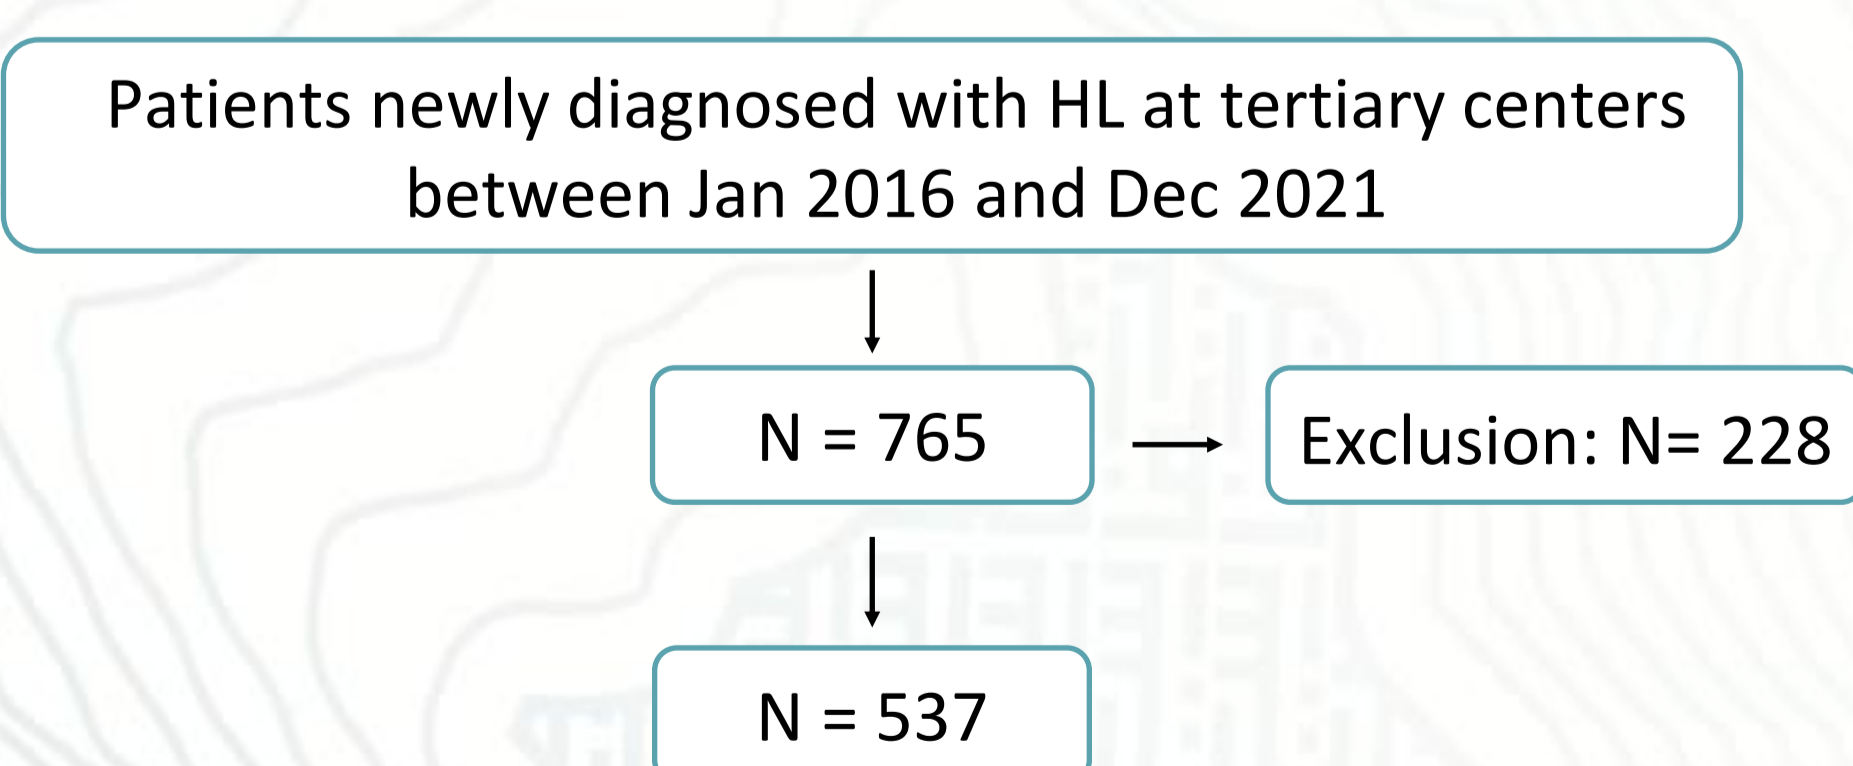 Patients newly diagnosed with HL at tertiary centers
between Jan 2016 and Dec 2021
N = 765
Exclusion: N= 228
N = 537